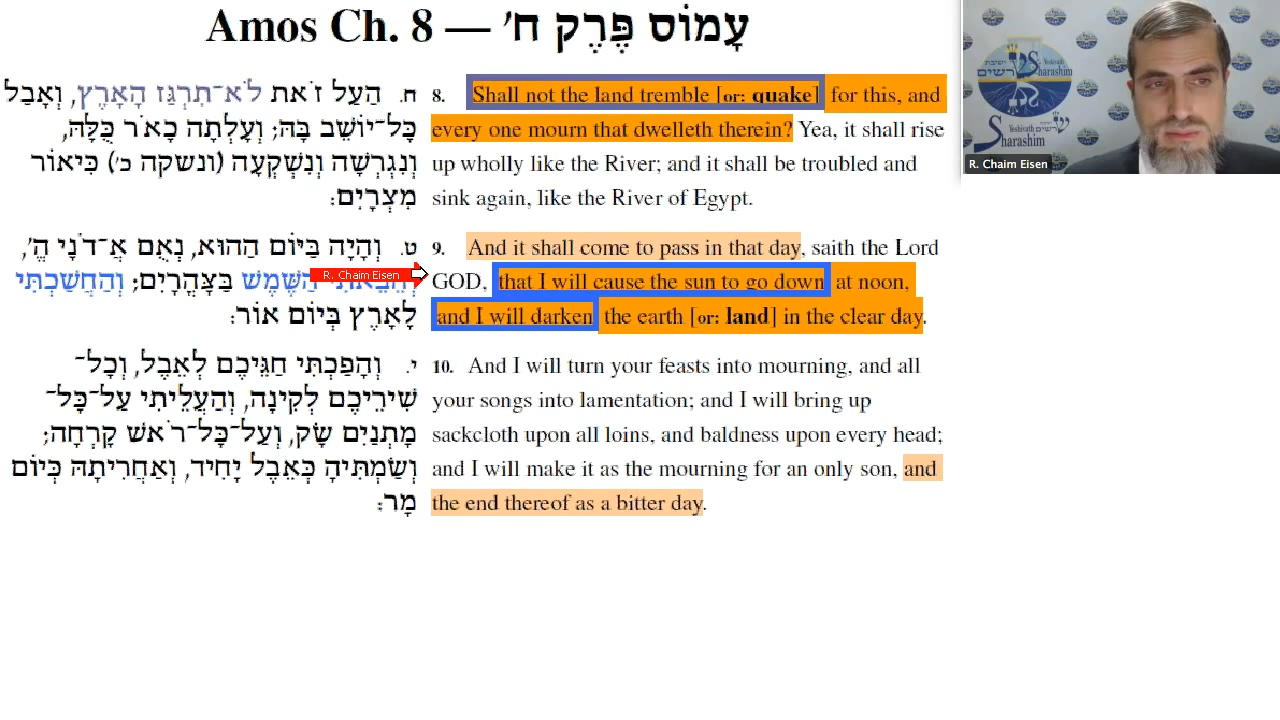 Amos Ch. 8 — עָמוֹס פֶּרֶק ח'
ח. הַעַל זֹאת לֹא־תִרְגַּז הָאָרֶץ, וְאָבַל
כָּל־יוֹשֵׁב בָּהּ; וְעָלְתָה כָאֹר כֻּלָּהּ,
וְנִגְרְשָׁה וְנִשְׁקְעָה (ונשקה כ') כִּיאוֹר
מִצְרָיִם:
8. Shall not the land tremble [or: quake] for this, and
every one mourn that dwelleth therein? Yea, it shall rise
up wholly like the River; and it shall be troubled and
sink again, like the River of Egypt.
ט. וְהָיָה בַּיּוֹם הַהוּא, נְאֻם אֲ־דֹנָי ה',
הַשֶּׁמֶשׁ בַּצָּהֳרָיִם; וְהַחֲשַׁכְתִּי
לָאָרֶץ בְּיוֹם אוֹר:
9. And it shall come to pass in that day, saith the Lord
GOD, that I will cause the sun to go down at noon,
and I will darken the earth [or: land] in the clear day.
י. וְהָפַכְתִּי חַגֵּיכֶם לְאֵבֶל, וְכָל־
שִׁירֵיכֶם לְקִינָה, וְהַעֲלֵיתִי עַל־כָּל־
מָתְנַיִם שָׂק, וְעַל־כָּל־רֹאשׁ קָרְחָה;
וְשַׂמְתִּיהָ כְּאֵבֶל יָחִיד, וְאַחֲרִיתָהּ כְּיוֹם
מָר:
10. And I will turn your feasts into mourning, and all
your songs into lamentation; and I will bring up
sackcloth upon all loins, and baldness upon every head;
and I will make it as the mourning for an only son, and
the end thereof as a bitter day.
R. Chaim Eisen
Sharashim
Yeshivath
Sharashim
R. Chaim Eisen